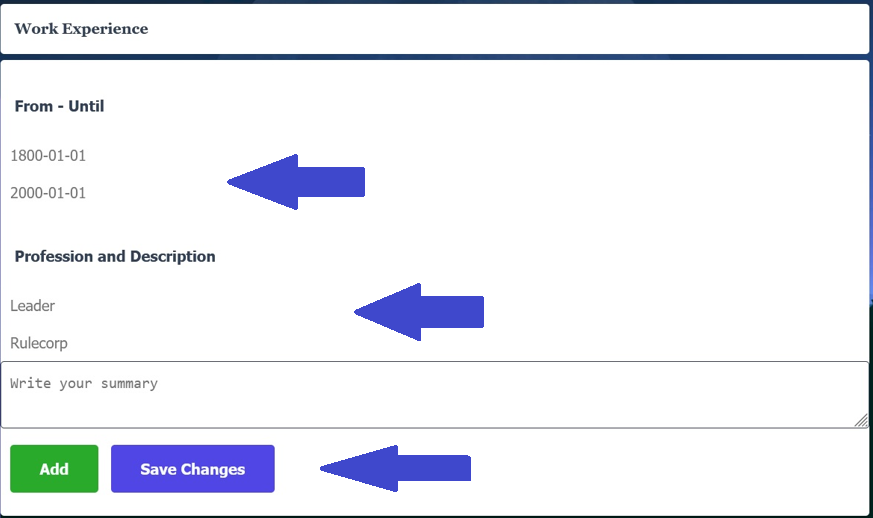 Work Experience
From - Until
1800-01-01
2000-01-01
Profession and Description
Leader
Rulecorp
Write your summary
Add Save Changes